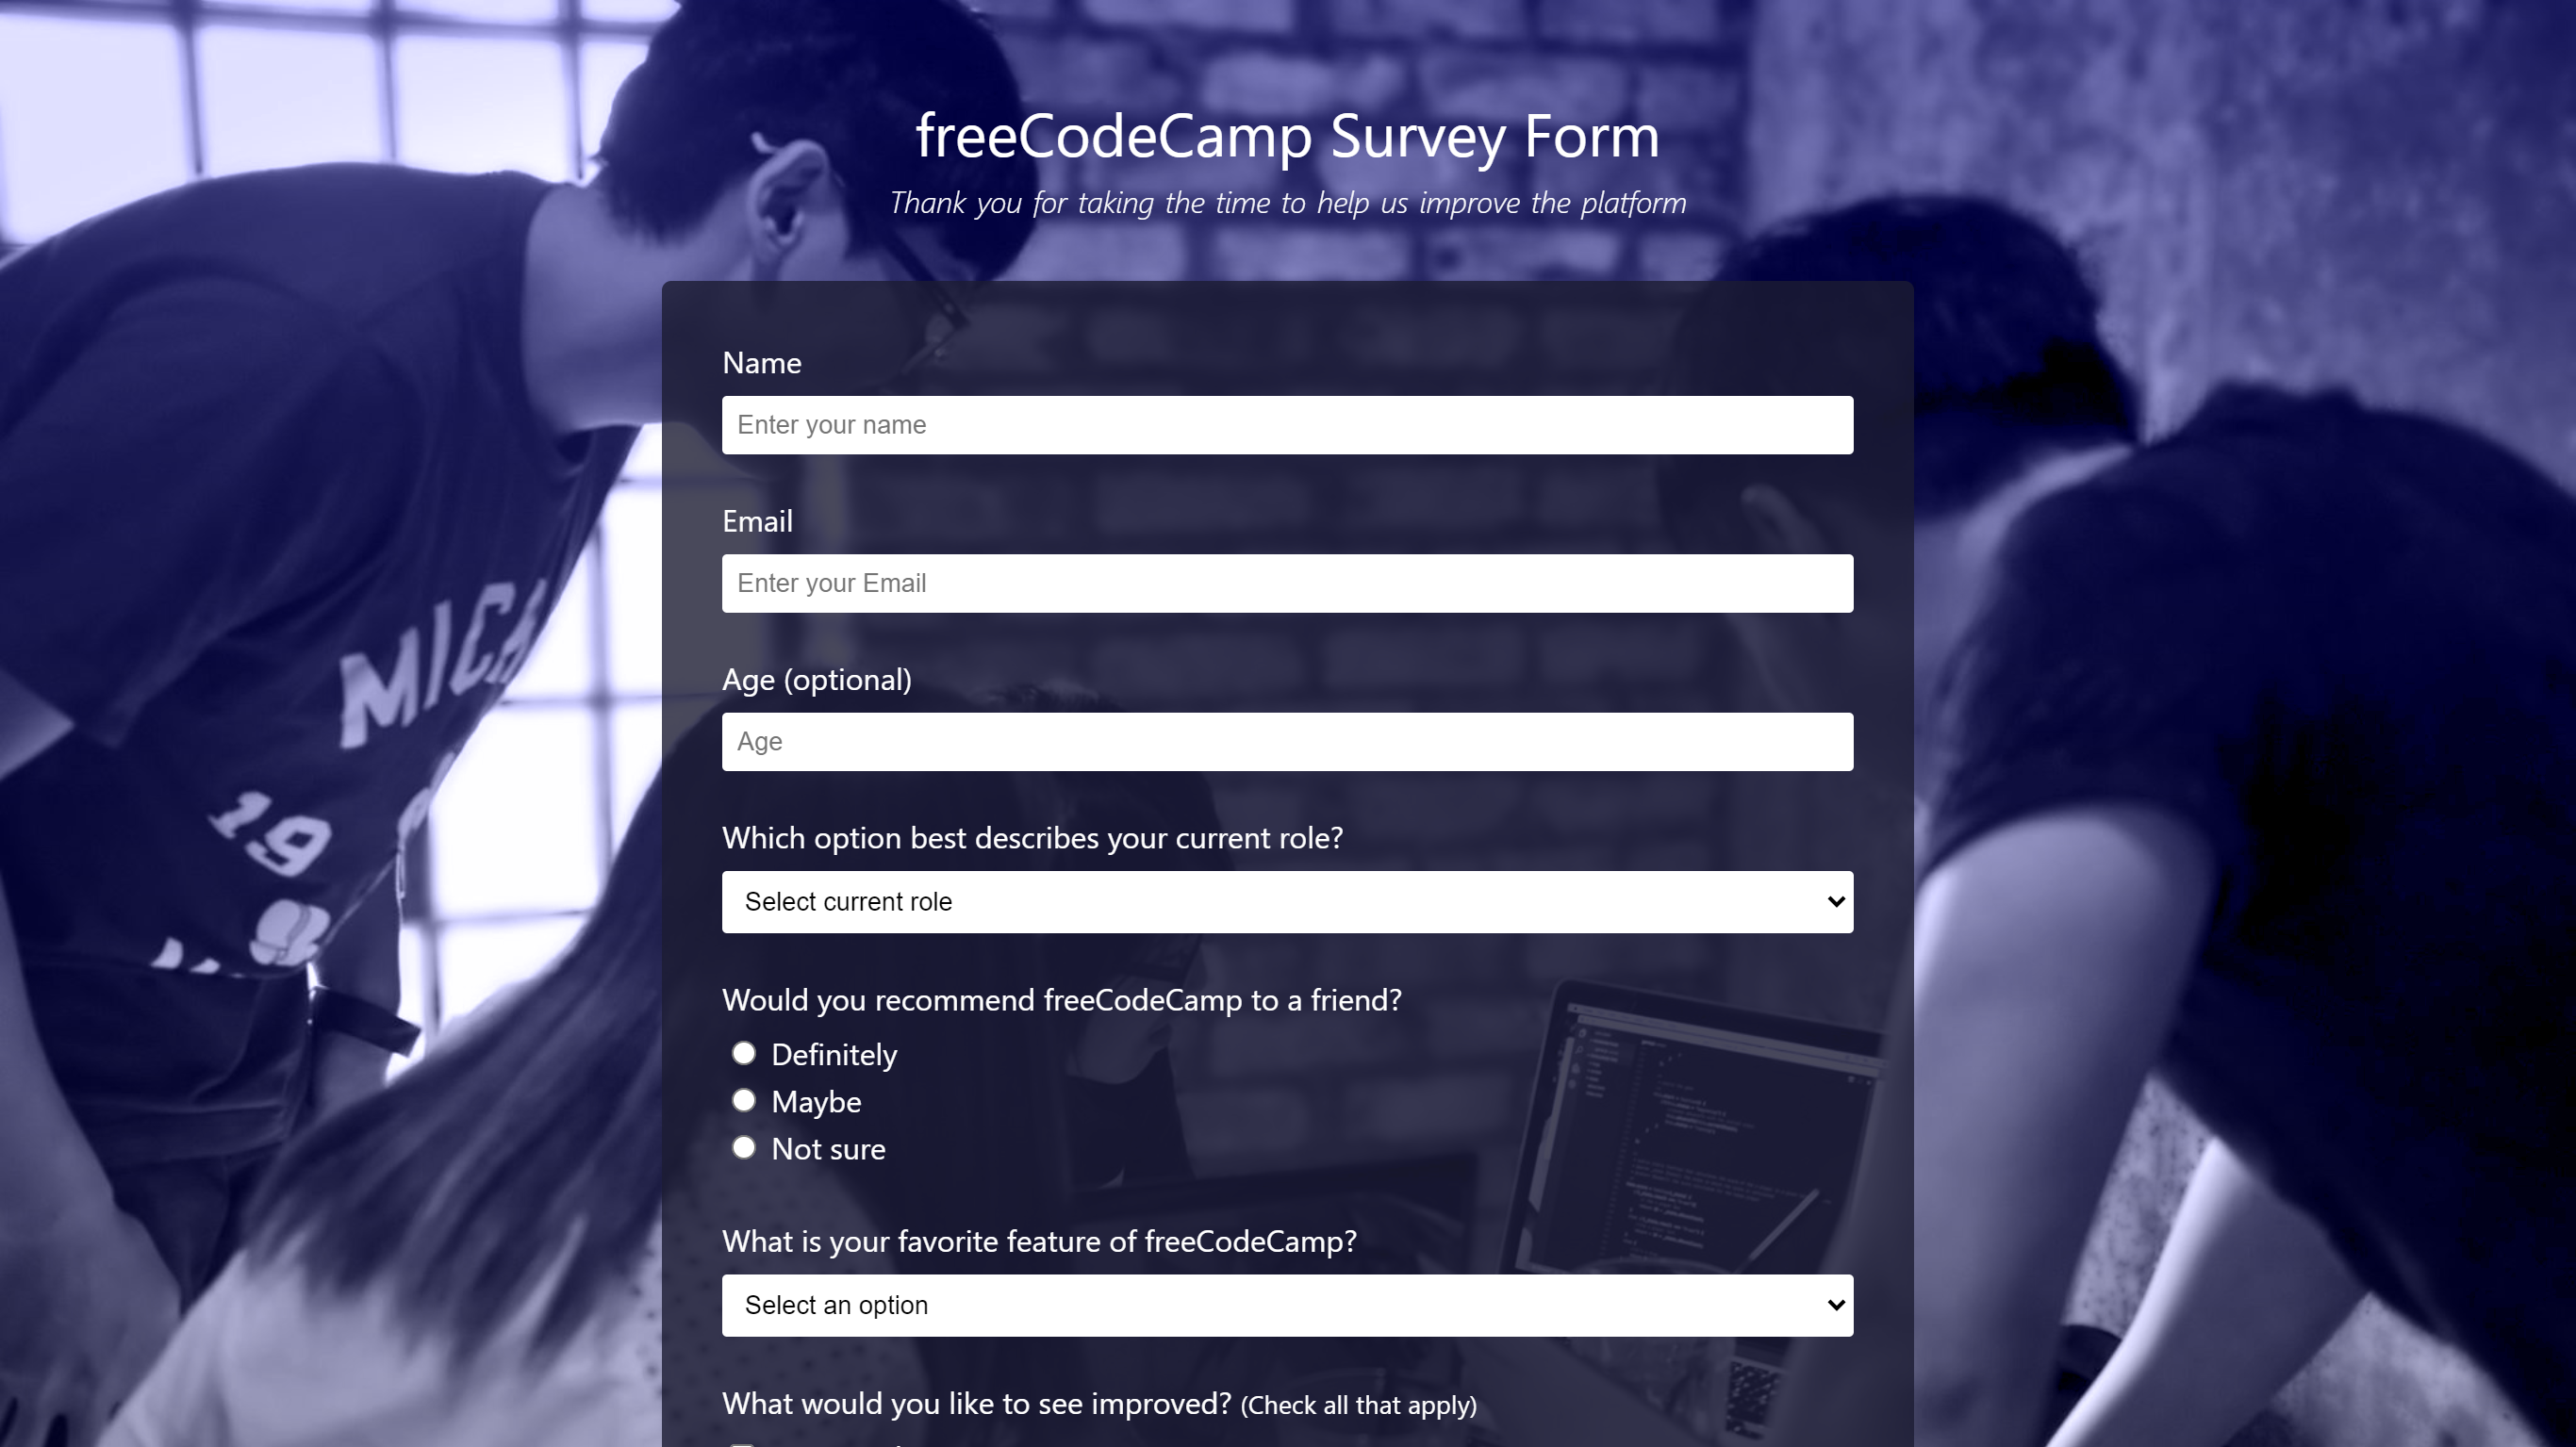 freeCodeCamp Survey Form
Thank you for taking the time to help us improve the platform
Name
Enter your name
Email
Enter your Email
Age (optional)
Age
Which option best describes your current role?
Select current role
Would you recommend freeCodeCamp to a friend?
Definitely
Maybe
Not sure
What is your favorite feature of freeCodeCamp?
Select an option
What would you like to see improved? (Check all that apply)
MICH
19